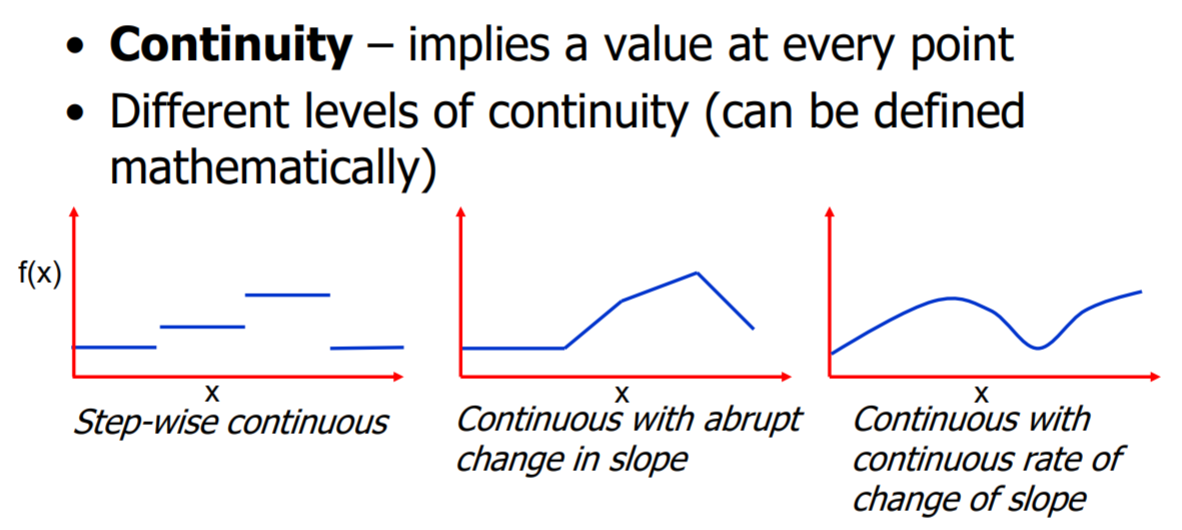 • Continuity – implies a value at every point
• Different levels of continuity (can be defined
mathematically)
f(x)
x
Step-wise continuous
x
Continuous with abrupt
change in slope
x
Continuous with
continuous rate of
change of slope